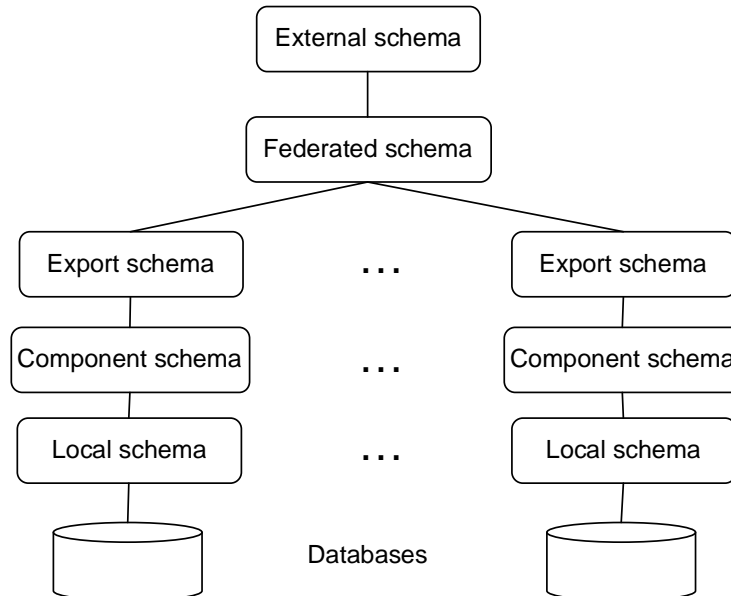 External schema
Federated schema
Export schema ... Export schema
Component schema ... Component schema
Local schema ... Local schema
Databases